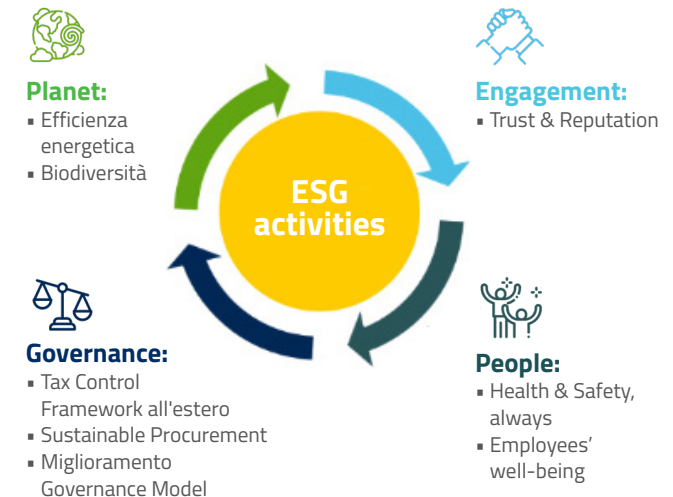 Planet:
▪ Efficienza
energetica
▪ Biodiversità
Engagement:
▪ Trust & Reputation
ESG
activities
Governance:
▪ Tax Control
Framework all'estero
▪ Sustainable Procurement
▪ Miglioramento
Governance Model
People:
▪ Health & Safety,
always
▪ Employees’
well-being